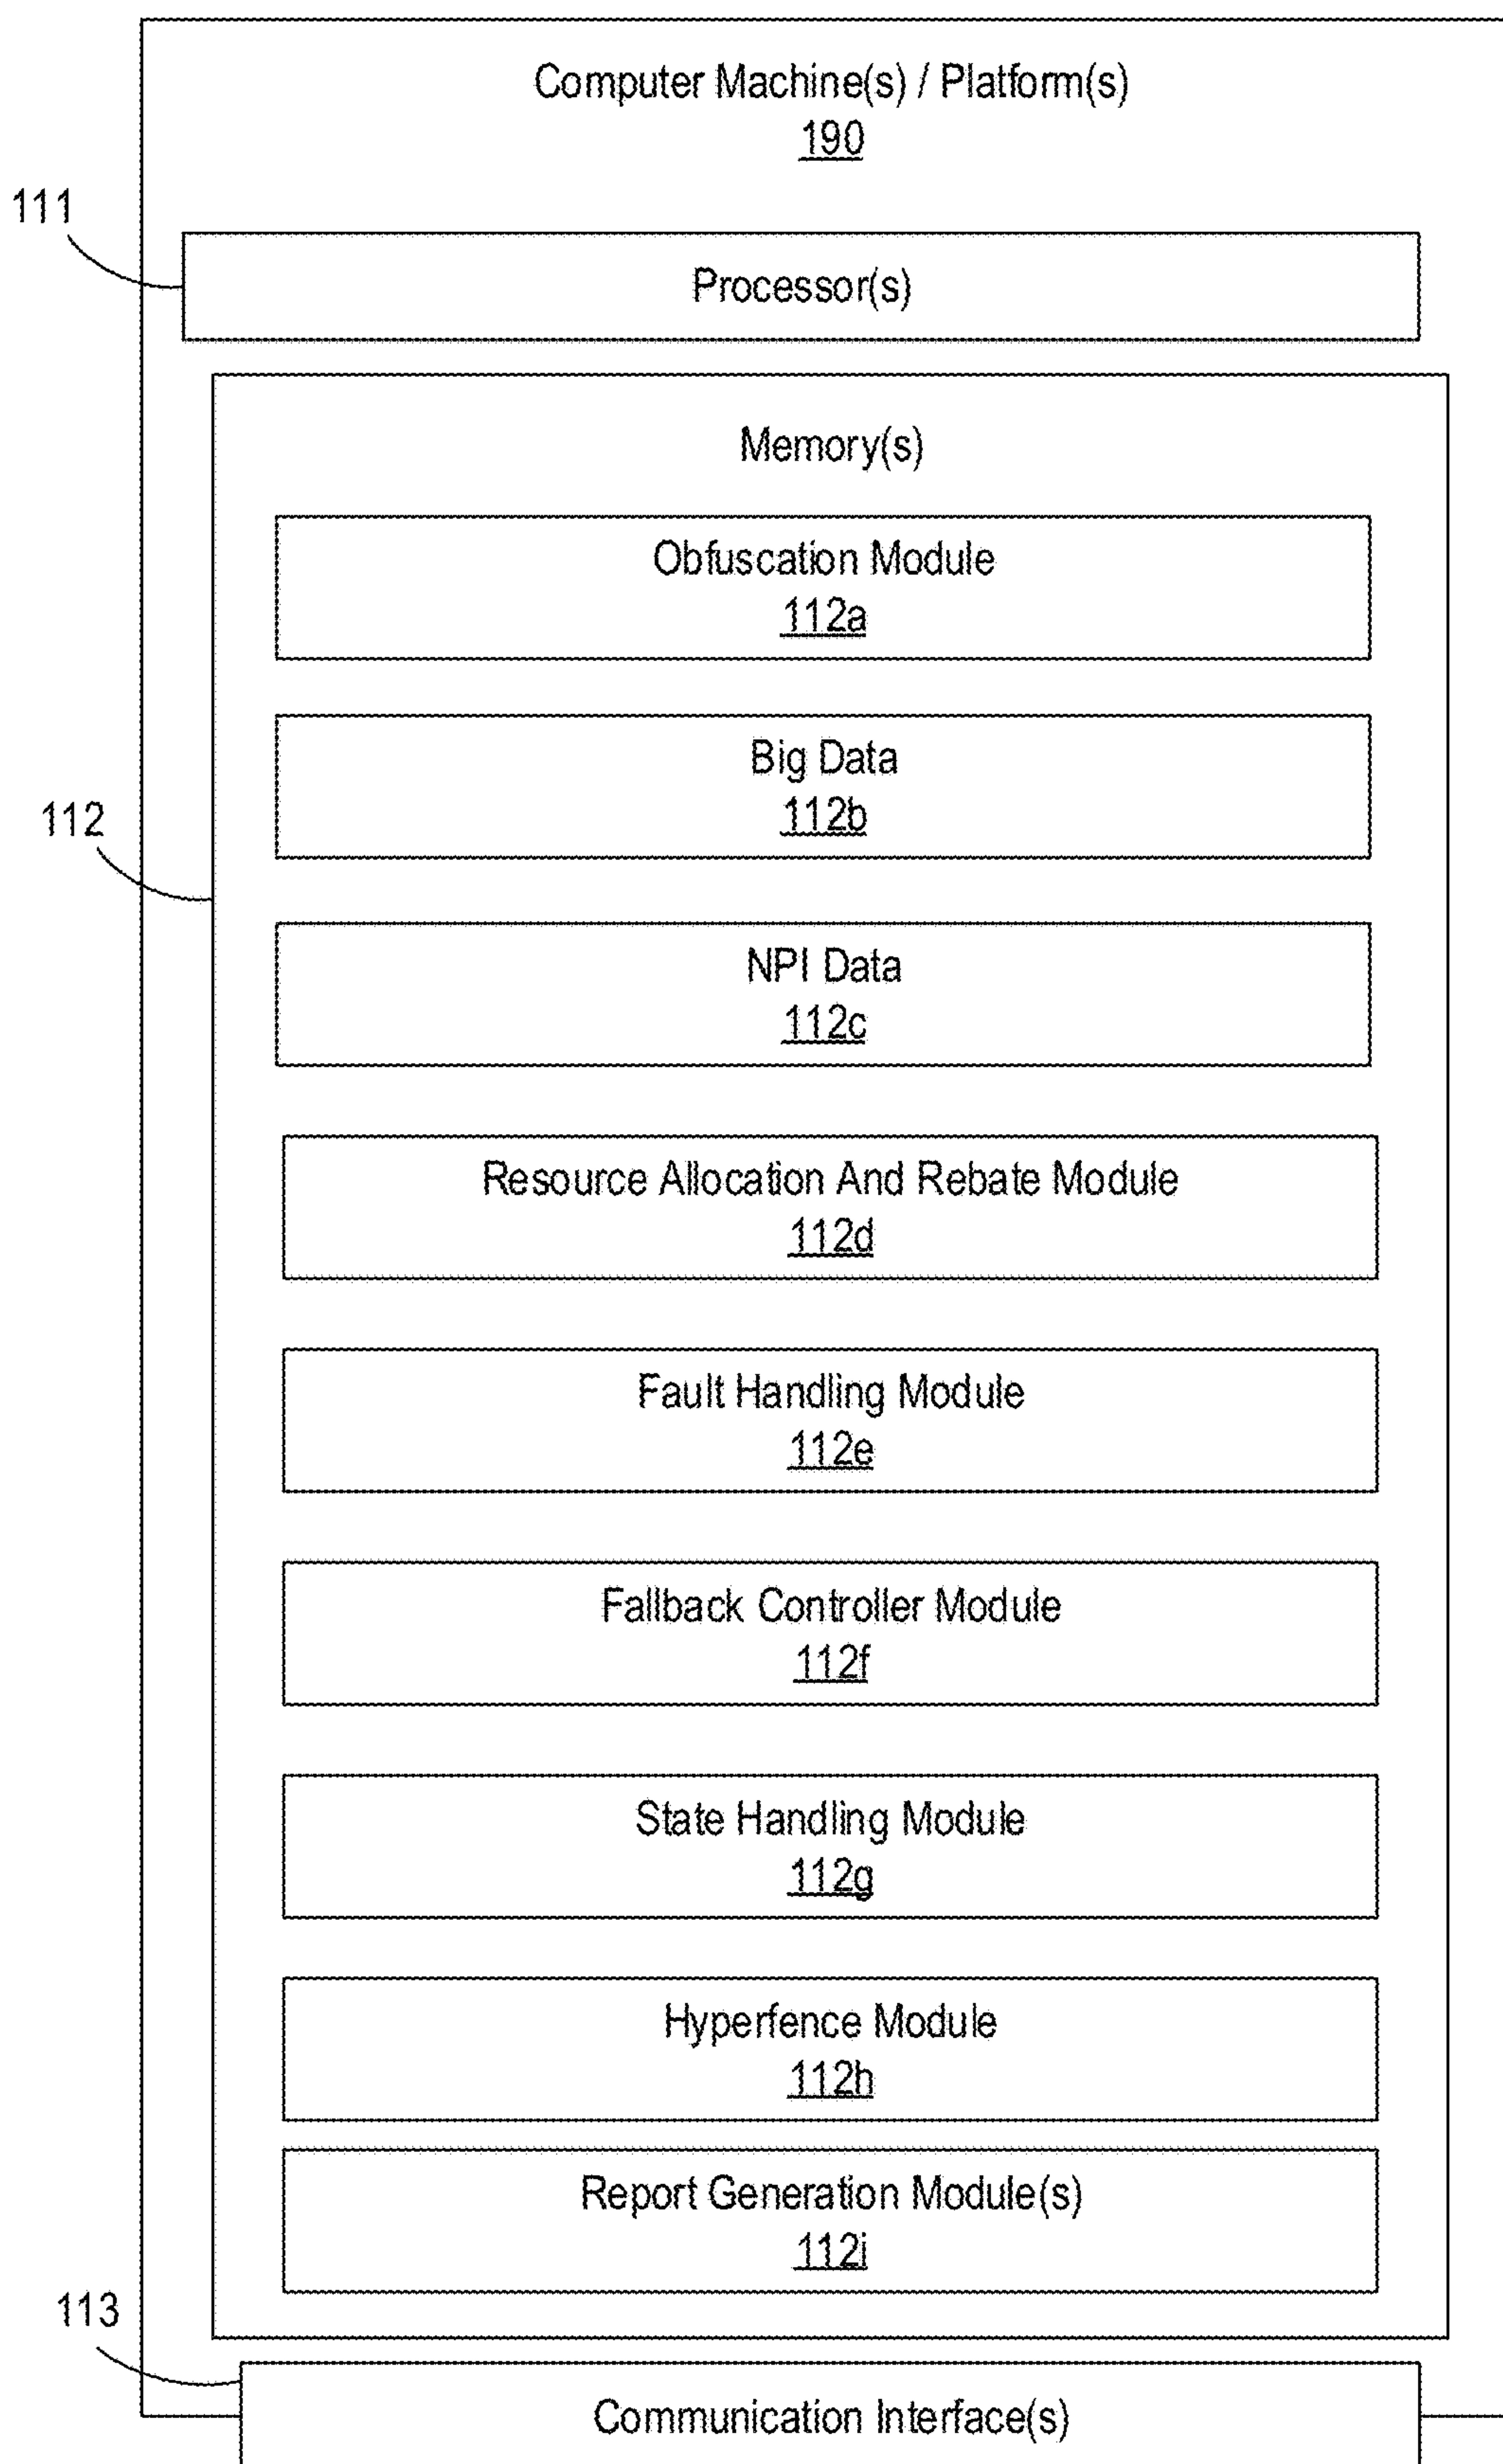 Computer Machine(s) / Platform(s)
190
111
Processor(s)
Memory(s)
Obfuscation Module
112a
Big Data
112b
112
NPI Data
112c
Resource Allocation And Rebate Module
112d
Fault Handling Module
112e
Fallback Controller Module
112f
State Handling Module
112g
Hyperfence Module
112h
Report Generation Module(s)
112i
113
Communication Interface(s)